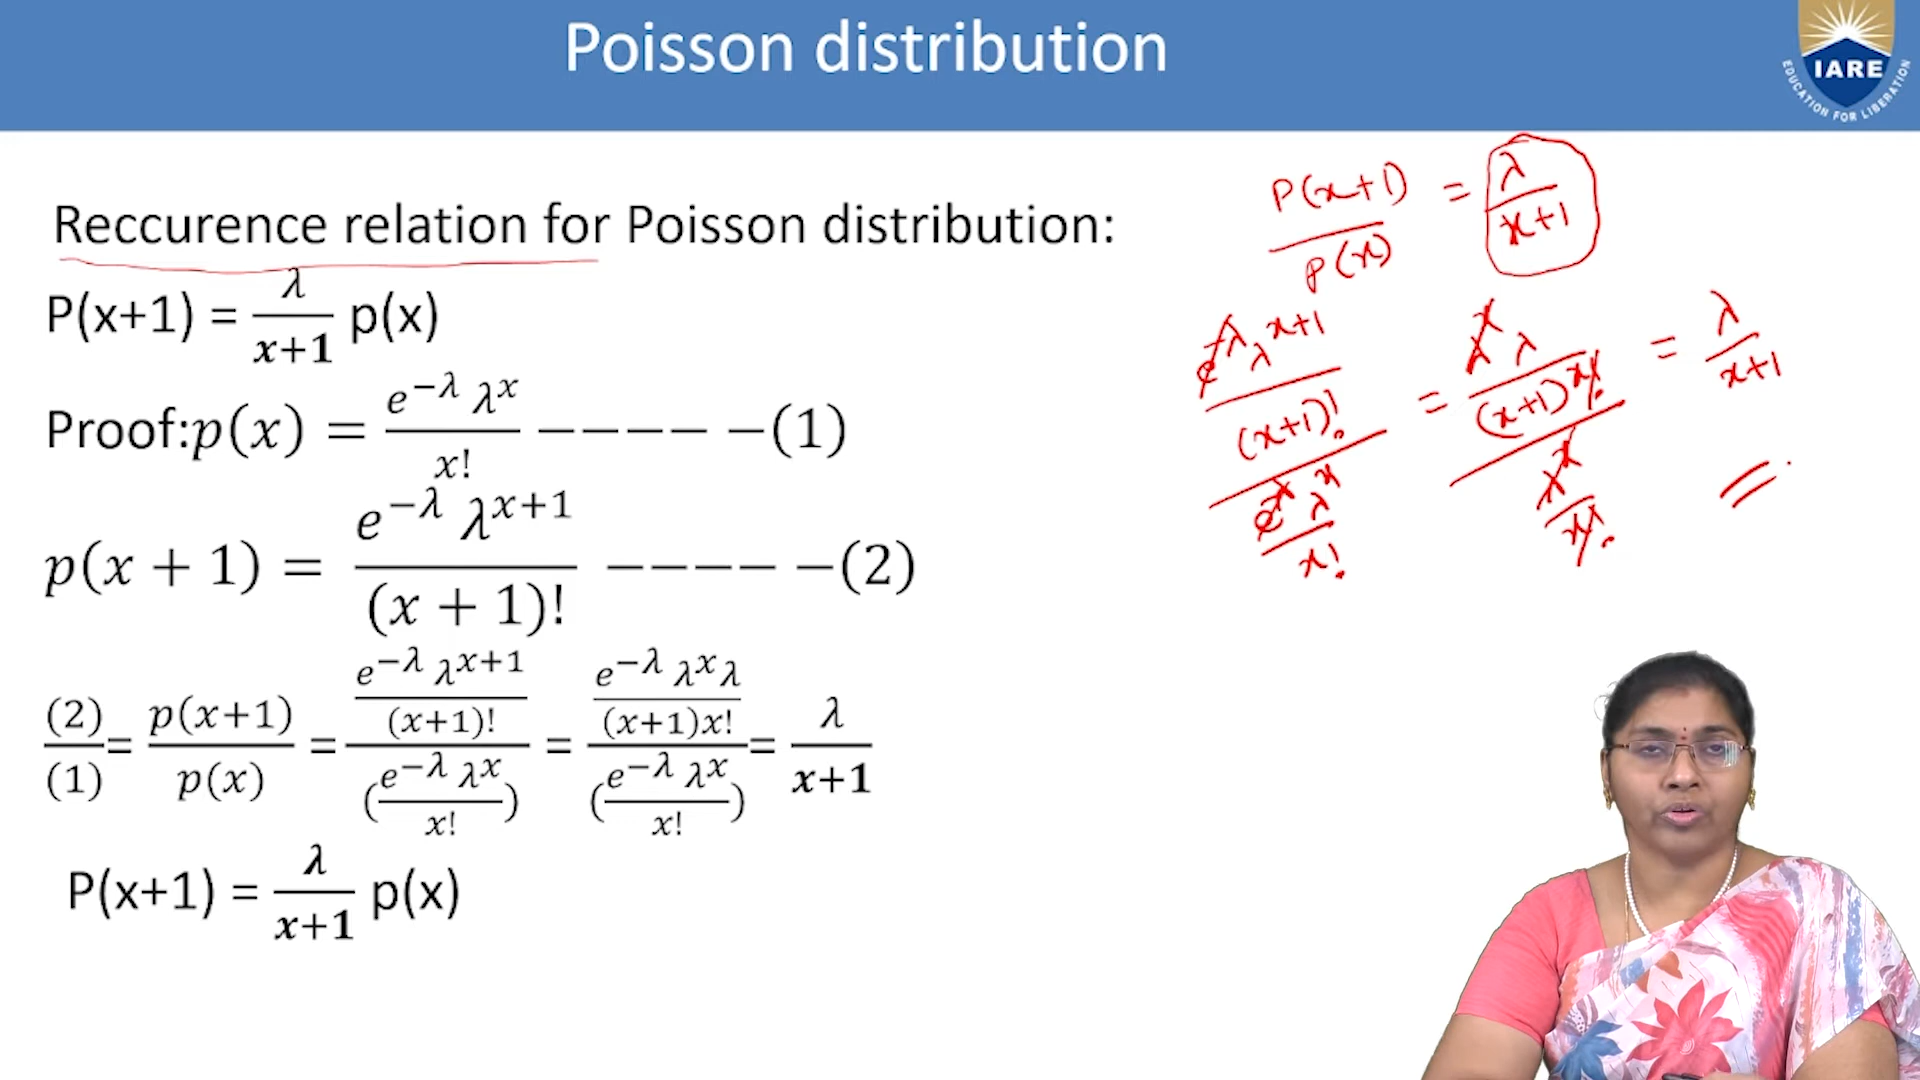 Poisson distribution
IARE
EDUCATION FOR LIBERATION
Reccurence relation for Poisson distribution:
P(x+1) = λ/x+1 p(x)
Proof:p(x) = e^−λ λ^x/x! −−−−− −(1)
p(x + 1) = e^−λ λ^x+1/(x + 1)! −−−−− −(2)
(2)/(1) = p(x+1)/p(x) = (e^−λ λ^x+1/(x+1)!)/(e^−λ λ^x/x!) = (e^−λ λ^x λ/(x+1)x!)/(e^−λ λ^x/x!) = λ/x+1
P(x+1) = λ/x+1 p(x)
P(x+1)/P(x) = λ/x+1
(e^−λ λ^x+1/(x+1)!)/(e^−λ λ^x/x!) = (λ^x λ/(x+1)x!)/(λ^x/x!) = λ/x+1
=